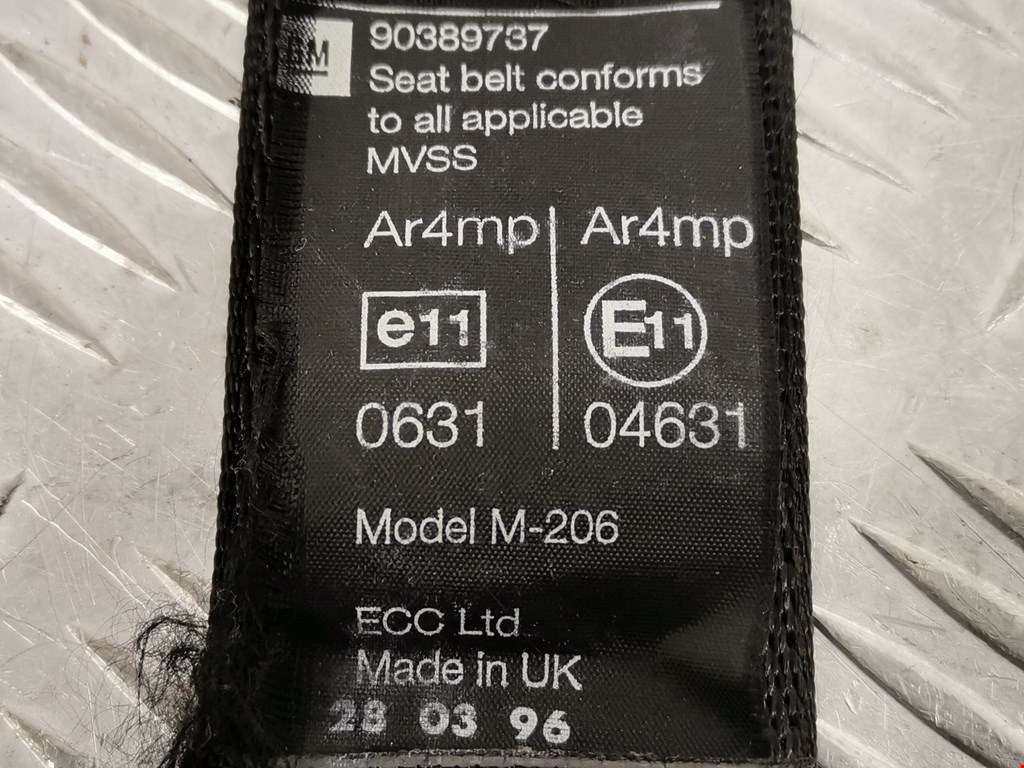 GM
90389737
Seat belt conforms
to all applicable
MVSS
Ar4mp Ar4mp
e11 E11
0631 04631
Model M-206
ECC Ltd
Made in UK
28 03 96